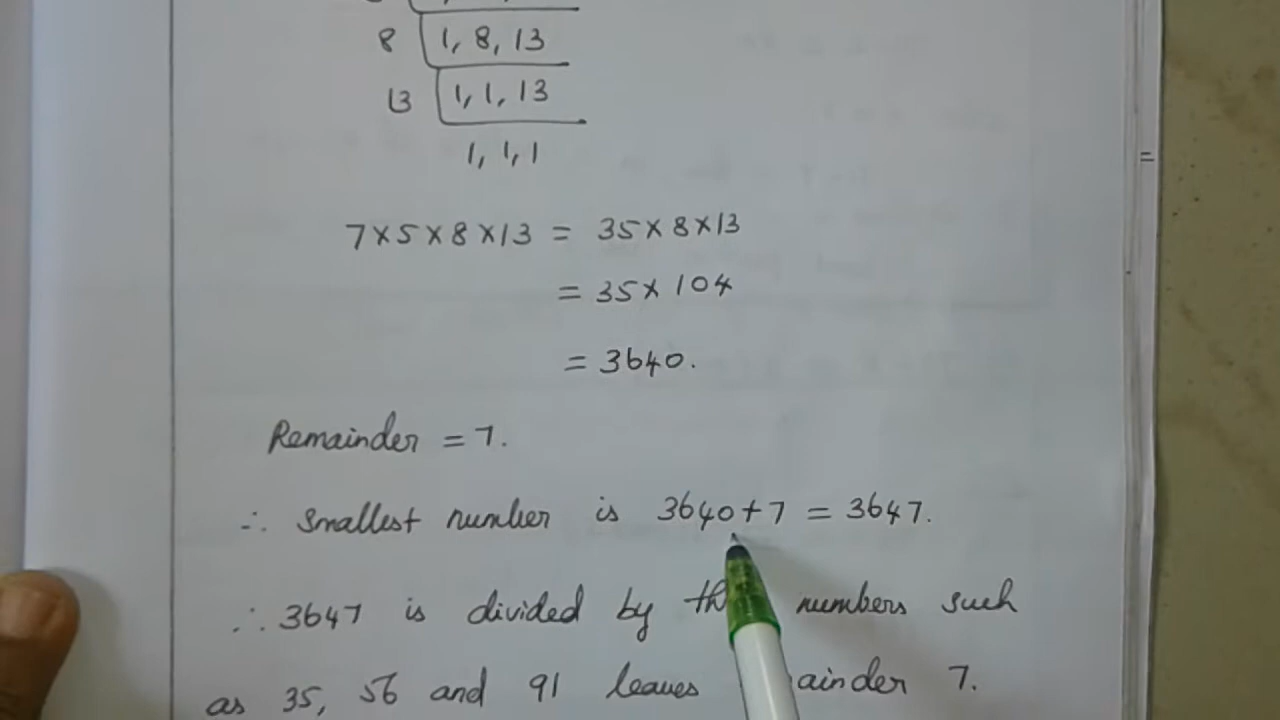 8 1, 8, 13
13 1, 1, 13
1, 1, 1
7×5×8×13 = 35×8×13
= 35× 104
= 3640.
Remainder = 7.
∴ Smallest number is 3640+7 = 3647.
∴ 3647 is divided by numbers such
as 35, 56 and 91 leaves 7.